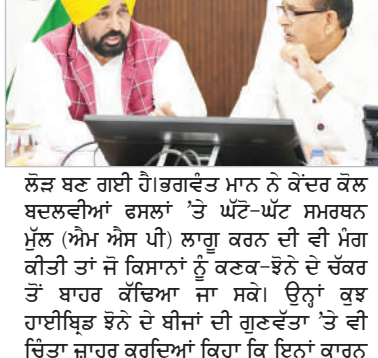 ਲੋੜ ਬਣ ਗਈ ਹੈ।ਭਗਵੰਤ ਮਾਨ ਨੇ ਕੇਂਦਰ ਕੋਲ
ਬਦਲਵੀਆਂ ਫਸਲਾਂ ’ਤੇ ਘੱਟੋ-ਘੱਟ ਸਮਰਥਨ
ਮੁੱਲ (ਐਮ ਐਸ ਪੀ) ਲਾਗੂ ਕਰਨ ਦੀ ਵੀ ਮੰਗ
ਕੀਤੀ ਤਾਂ ਜੋ ਕਿਸਾਨਾਂ ਨੂੰ ਕਣਕ-ਝੋਨੇ ਦੇ ਚੱਕਰ
ਤੋਂ ਬਾਹਰ ਕੱਢਿਆ ਜਾ ਸਕੇ। ਉਨ੍ਹਾਂ ਕੁਝ
ਹਾਈਬ੍ਰਿਡ ਝੋਨੇ ਦੇ ਬੀਜਾਂ ਦੀ ਗੁਣਵੱਤਾ ’ਤੇ ਵੀ
ਚਿੰਤਾ ਜ਼ਾਹਰ ਕਰਦਿਆਂ ਕਿਹਾ ਕਿ ਇਨਾਂ ਕਾਰਨ